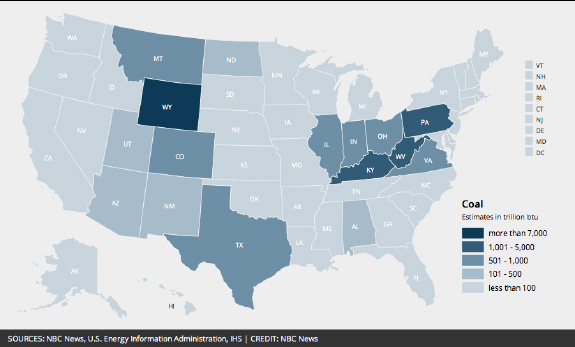 WA
OR
CA
NV
ID
MT
WY
UT
AZ
CO
NM
ND
SD
NE
KS
OK
TX
MN
IA
MO
AR
LA
WI
IL
MI
IN
OH
KY
TN
MS
AL
GA
FL
SC
NC
VA
WV
PA
NY
ME
AK
HI
VT
NH
MA
RI
CT
NJ
DE
MD
DC
Coal
Estimates in trillion btu
more than 7,000
1,001 - 5,000
501 - 1,000
101 - 500
less than 100
SOURCES: NBC News, U.S. Energy Information Administration, IHS | CREDIT: NBC News